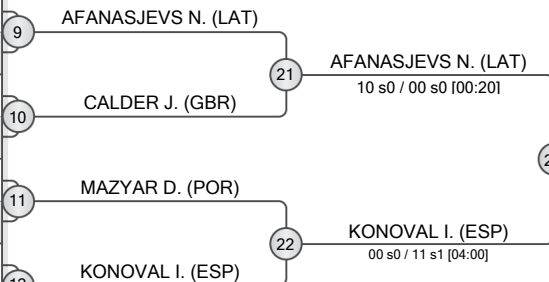 AFANASJEVS N. (LAT)
9
AFANASJEVS N. (LAT)
21
10 s0 / 00 s0 [00:20]
CALDER J. (GBR)
10
MAZYAR D. (POR)
11
KONOVAL I. (ESP)
22
00 s0 / 11 s1 [04:00]
KONOVAL I. (ESP)